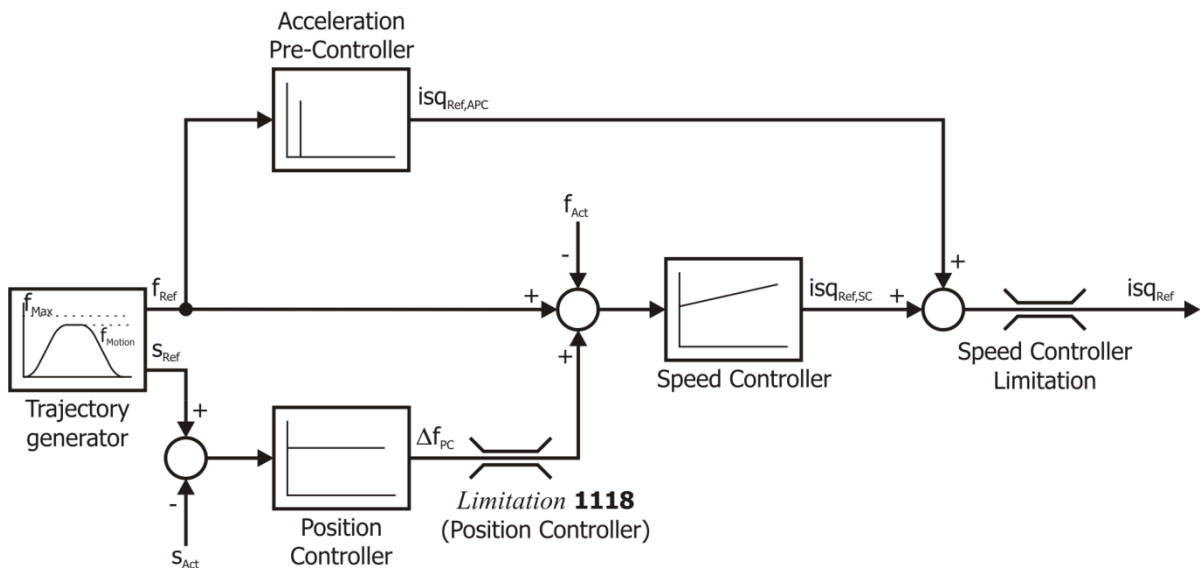 Acceleration
Pre-Controller
isqRef,APC
fAct
-
+
fRef
fMax
fMotion
+
isqRef,SC
+
isqRef
sRef
+
Speed Controller
Speed Controller
Limitation
Trajectory
generator
+
ΔfPC
-
Limitation 1118
(Position Controller)
sAct
Position
Controller